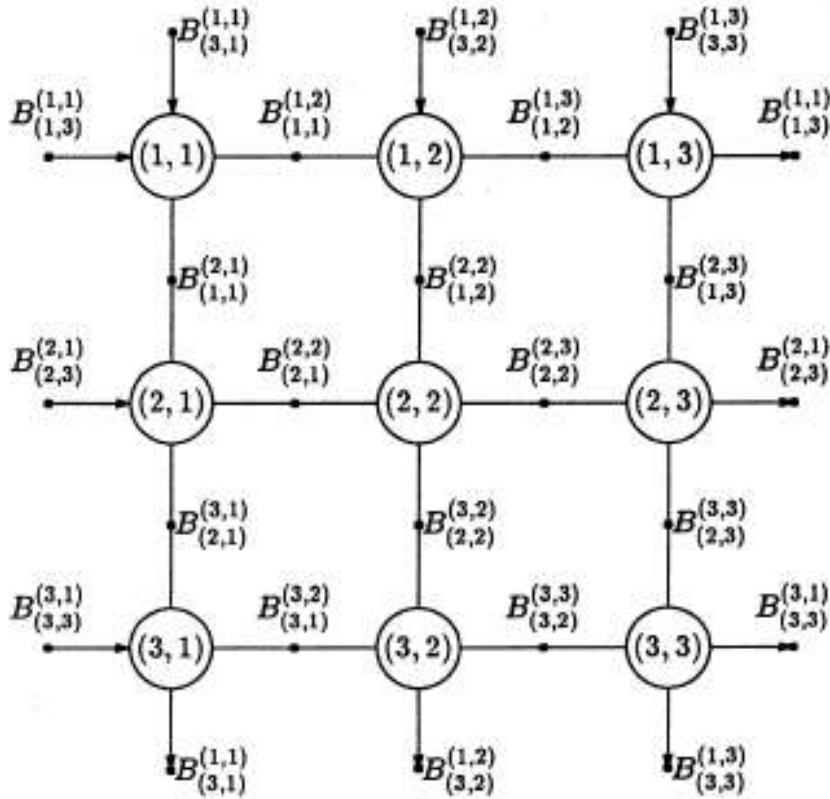 B^{(1,1)}_{(3,1)} B^{(1,2)}_{(3,2)} B^{(1,3)}_{(3,3)}
B^{(1,1)}_{(1,3)} B^{(1,2)}_{(1,1)} B^{(1,3)}_{(1,2)} B^{(1,1)}_{(1,3)}
(1,1) (1,2) (1,3)
B^{(2,1)}_{(1,1)} B^{(2,2)}_{(1,2)} B^{(2,3)}_{(1,3)}
B^{(2,1)}_{(2,3)} B^{(2,2)}_{(2,1)} B^{(2,3)}_{(2,2)} B^{(2,1)}_{(2,3)}
(2,1) (2,2) (2,3)
B^{(3,1)}_{(2,1)} B^{(3,2)}_{(2,2)} B^{(3,3)}_{(2,3)}
B^{(3,1)}_{(3,3)} B^{(3,2)}_{(3,1)} B^{(3,3)}_{(3,2)} B^{(3,1)}_{(3,3)}
(3,1) (3,2) (3,3)
B^{(1,1)}_{(3,1)} B^{(1,2)}_{(3,2)} B^{(1,3)}_{(3,3)}